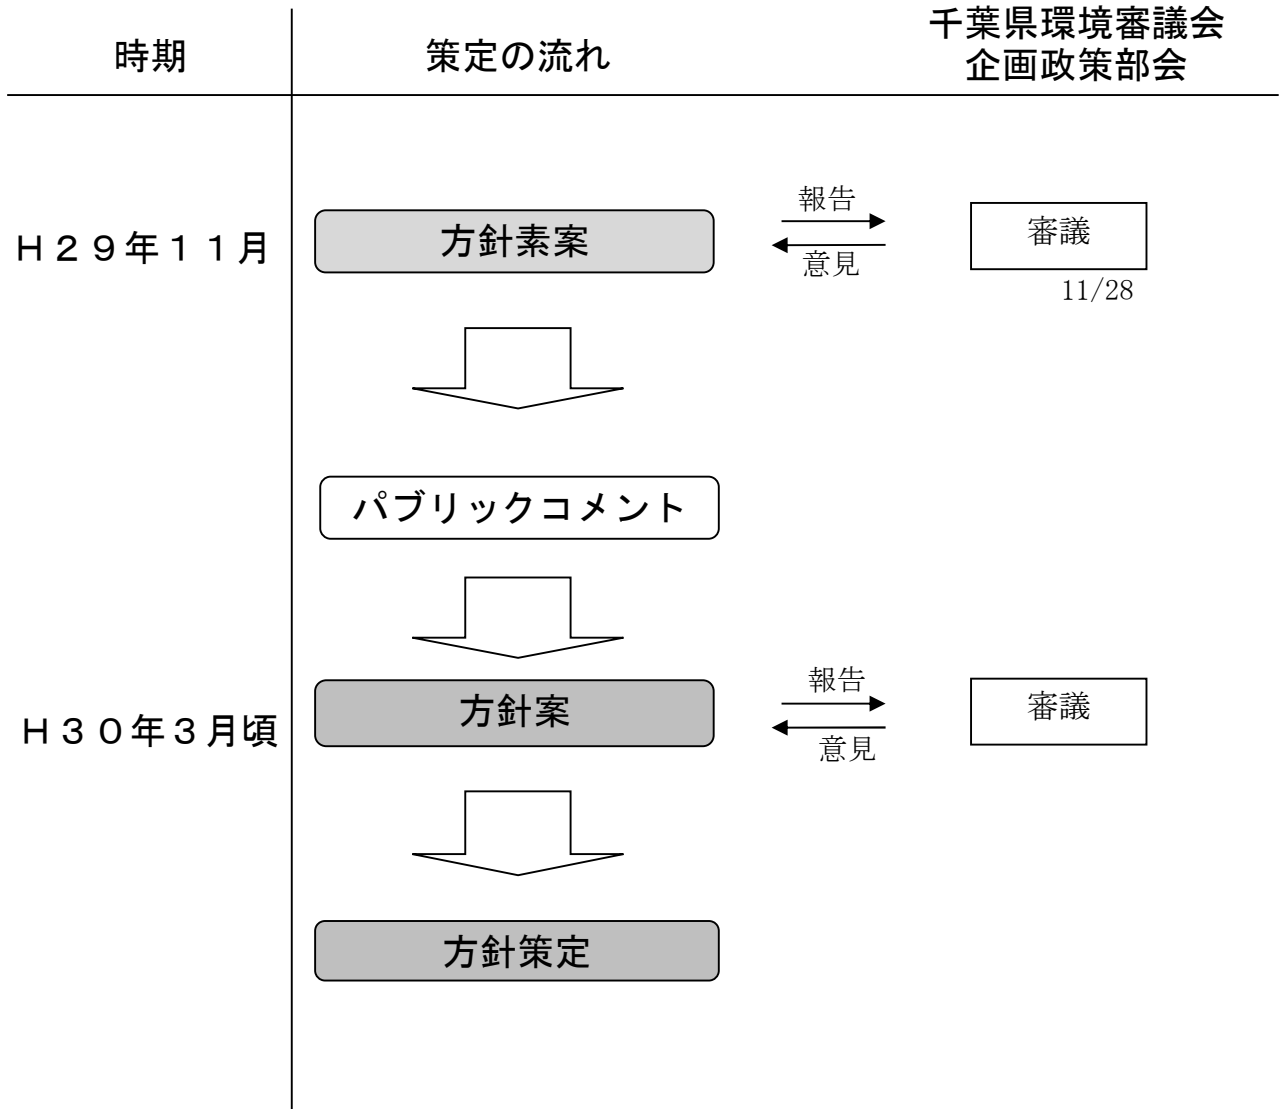 時期
策定の流れ
千葉県環境審議会
企画政策部会
Ｈ２９年１１月
方針素案
報告
意見
審議
11/28
パブリックコメント
Ｈ３０年３月頃
方針案
報告
意見
審議
方針策定